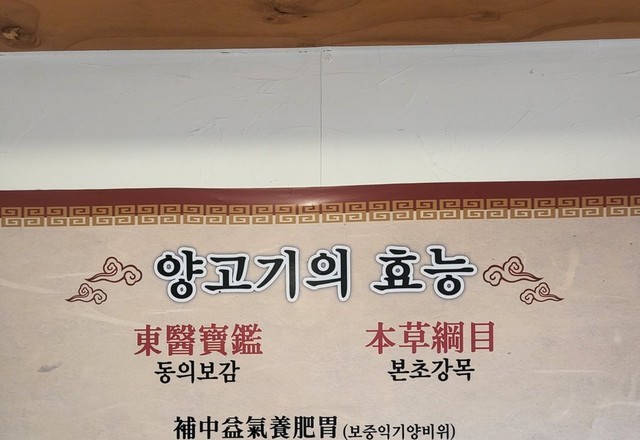 양고기의 효능
東醫寶鑑 本草綱目
동의보감 본초강목
補中益氣養肥胃 (보중익기양비위)